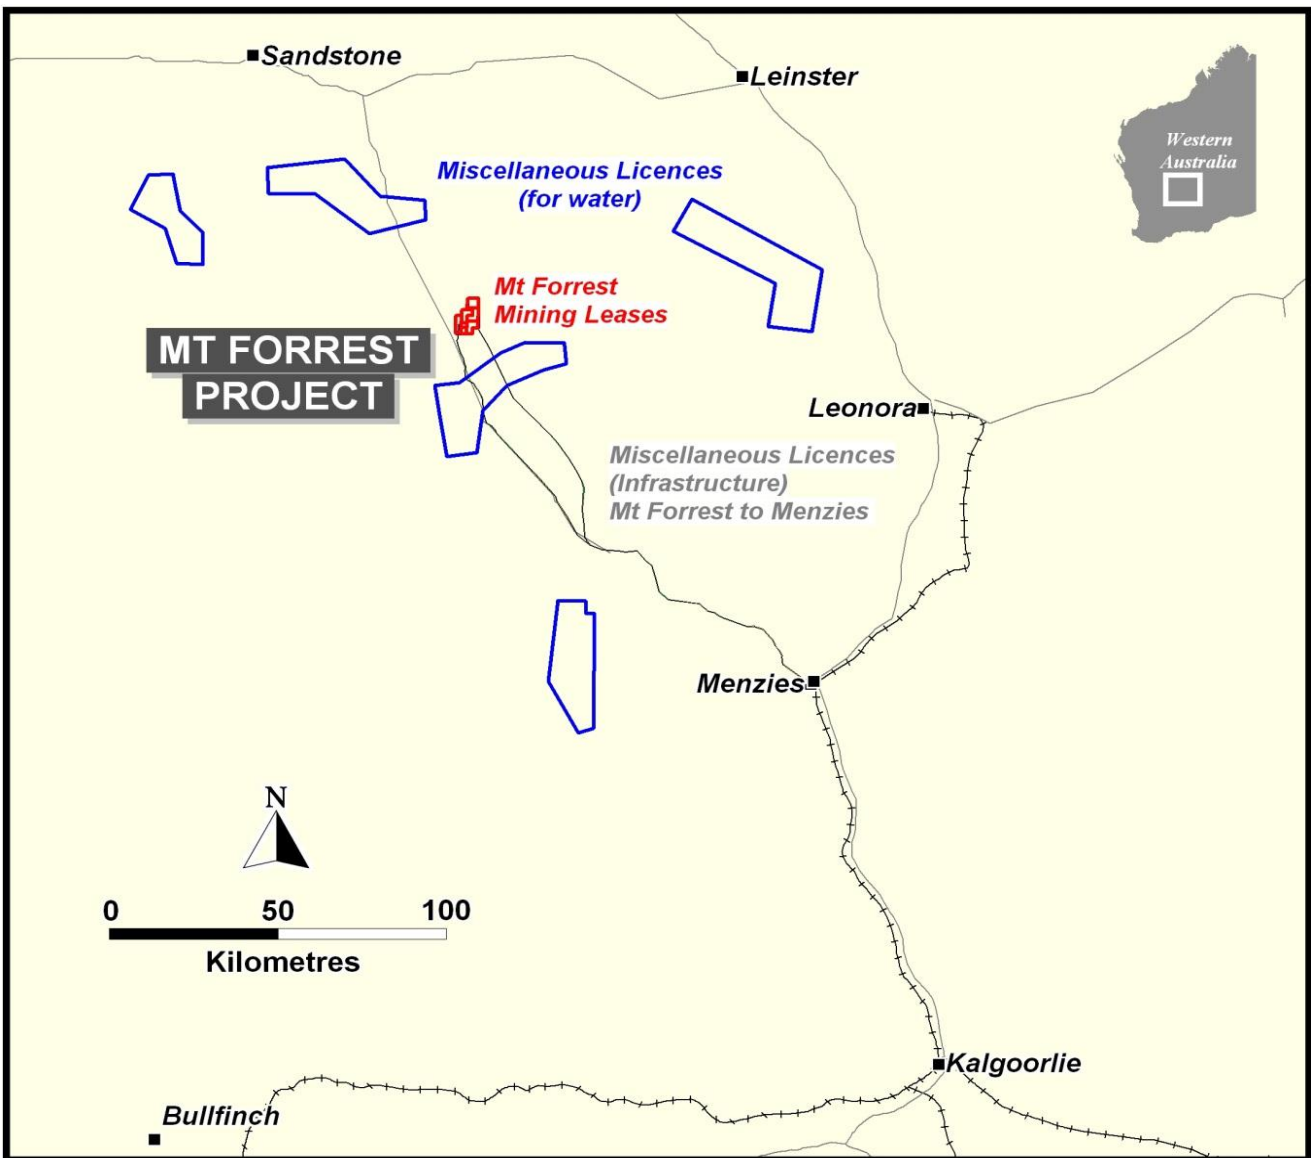 Sandstone
Leinster
Western
Australia
Miscellaneous Licences
(for water)
Mt Forrest
Mining Leases
MT FORREST
PROJECT
Leonora
Miscellaneous Licences
(Infrastructure)
Mt Forrest to Menzies
Menzies
N
0 50 100
Kilometres
Kalgoorlie
Bullfinch